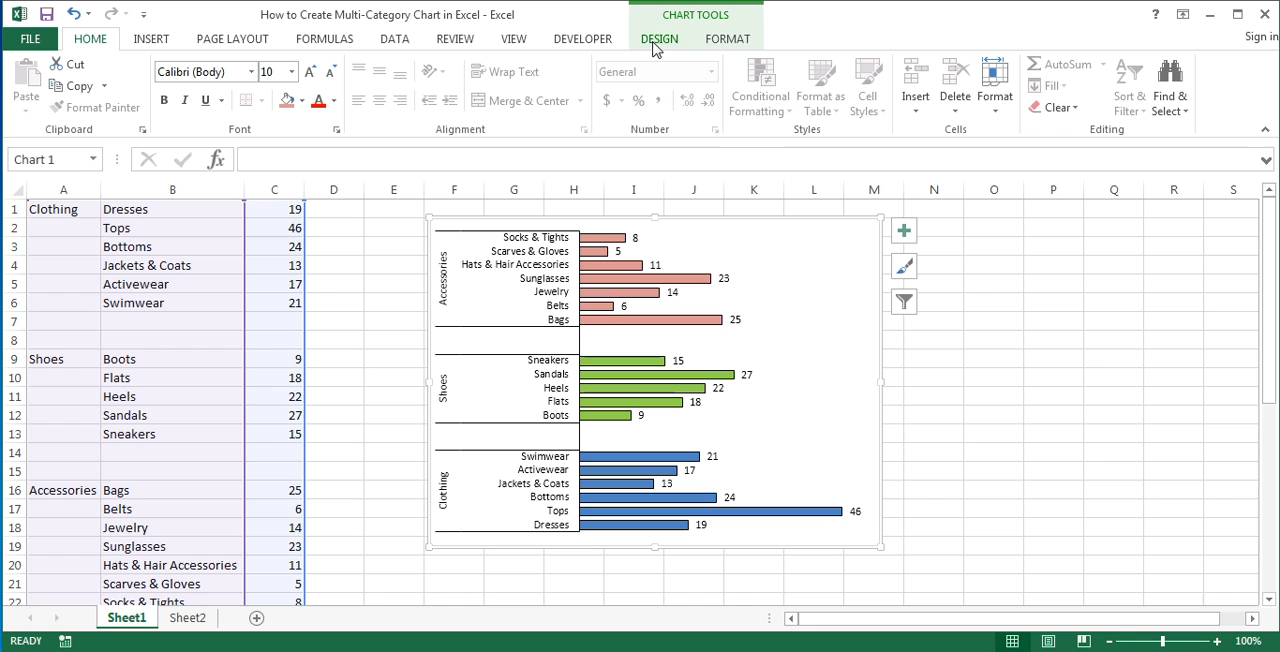 How to Create Multi-Category Chart in Excel - Excel
CHART TOOLS
?
Sign in
FILE HOME INSERT PAGE LAYOUT FORMULAS DATA REVIEW VIEW DEVELOPER DESIGN FORMAT
Paste
Cut
Copy
Format Painter
Clipboard
Calibri (Body) 10 A A
B I U A
Font
Wrap Text
Merge & Center
Alignment
General
$ % , .0 .00
Number
Conditional Formatting
Format as Table
Cell Styles
Styles
Insert Delete Format
Cells
AutoSum
Fill
Clear
Sort & Filter
Find & Select
Editing
Chart 1 fx
A B C D E F G H I J K L M N O P Q R S
1 Clothing Dresses 19
2 Tops 46
3 Bottoms 24
4 Jackets & Coats 13
5 Activewear 17
6 Swimwear 21
7
8
9 Shoes Boots 9
10 Flats 18
11 Heels 22
12 Sandals 27
13 Sneakers 15
14
15
16 Accessories Bags 25
17 Belts 6
18 Jewelry 14
19 Sunglasses 23
20 Hats & Hair Accessories 11
21 Scarves & Gloves 5
22 Socks & Tights 8
Accessories
Socks & Tights 8
Scarves & Gloves 5
Hats & Hair Accessories 11
Sunglasses 23
Jewelry 14
Belts 6
Bags 25
Shoes
Sneakers 15
Sandals 27
Heels 22
Flats 18
Boots 9
Clothing
Swimwear 21
Activewear 17
Jackets & Coats 13
Bottoms 24
Tops 46
Dresses 19
Sheet1 Sheet2
READY
100%